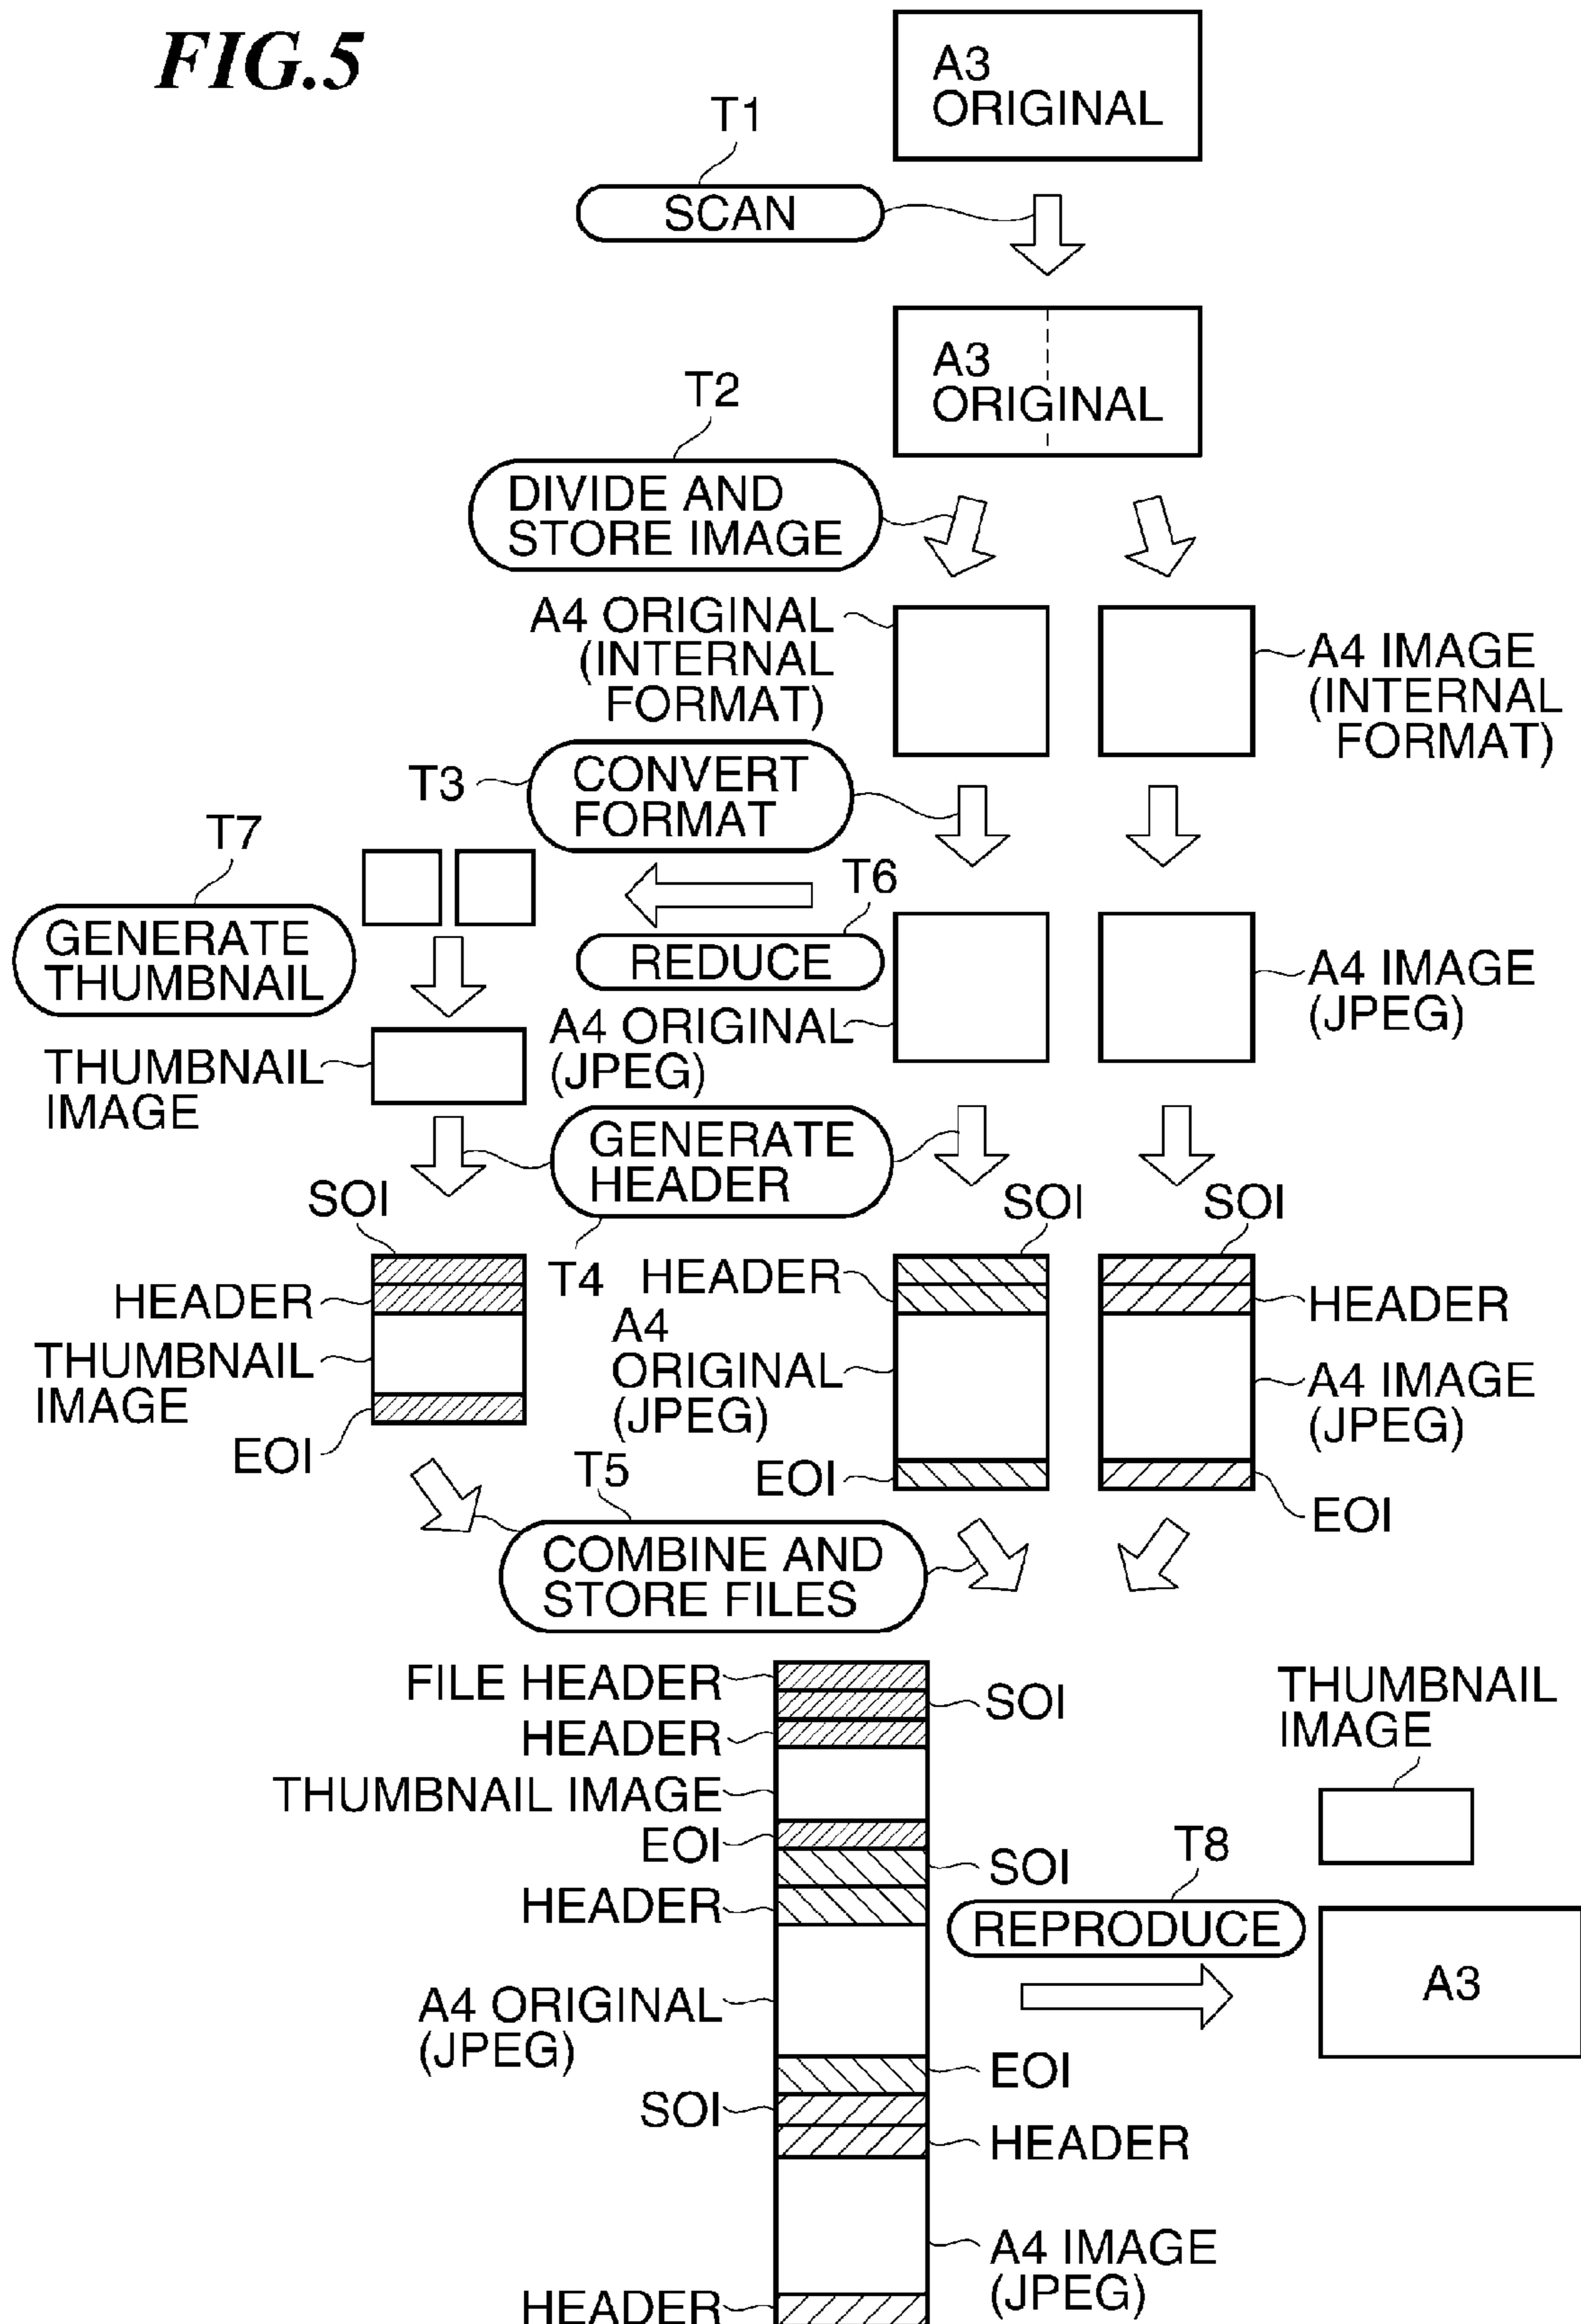 FIG.5
A3
ORIGINAL
T1
SCAN
A3
ORIGINAL
T2
DIVIDE AND
STORE IMAGE
A4 ORIGINAL
(INTERNAL
FORMAT)
A4 IMAGE
(INTERNAL
FORMAT)
T3
CONVERT
FORMAT
T7
T6
GENERATE
THUMBNAIL
REDUCE
A4 IMAGE
(JPEG)
A4 ORIGINAL
(JPEG)
THUMBNAIL
IMAGE
GENERATE
HEADER
SOI
SOI
SOI
T4
HEADER
HEADER
HEADER
THUMBNAIL
IMAGE
A4
ORIGINAL
(JPEG)
A4 IMAGE
(JPEG)
EOI
T5
EOI
EOI
COMBINE AND
STORE FILES
FILE HEADER
SOI
HEADER
THUMBNAIL
IMAGE
THUMBNAIL IMAGE
EOI
SOI
T8
HEADER
REPRODUCE
A3
A4 ORIGINAL
(JPEG)
EOI
SOI
HEADER
A4 IMAGE
(JPEG)
HEADER